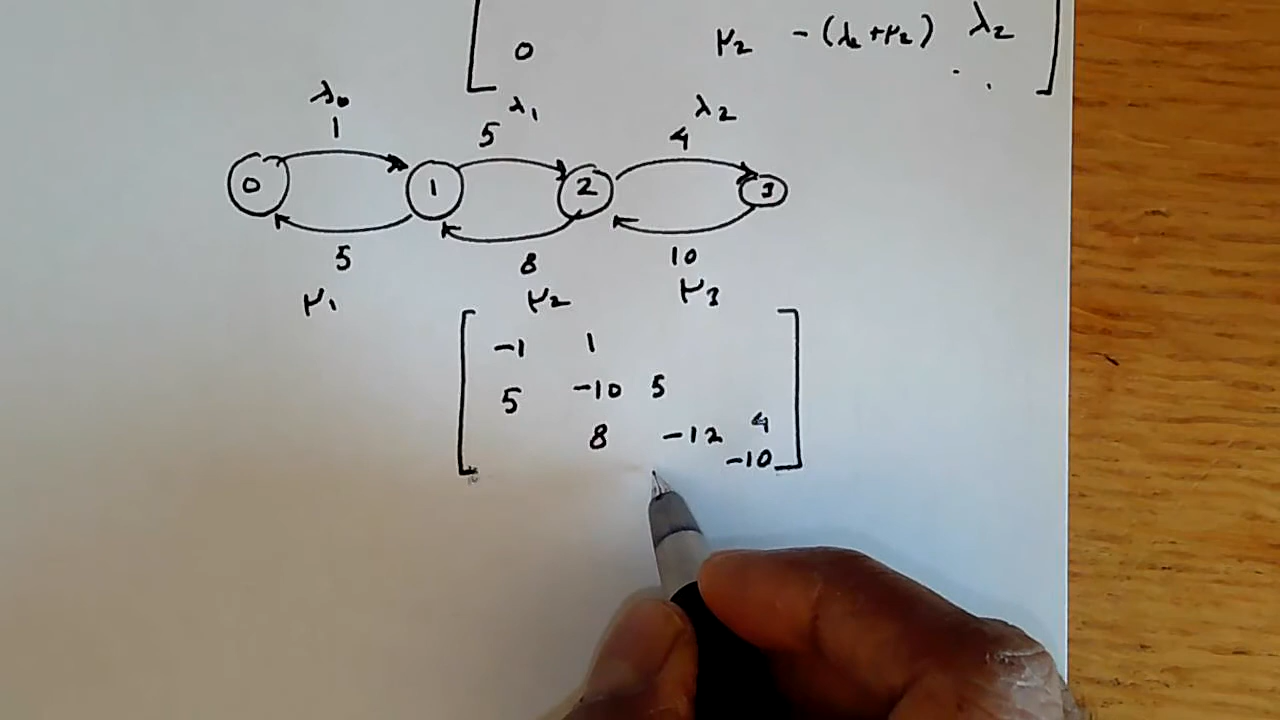 0 μ₂ -(λ₂+μ₂) λ₂
. .
λ₀ λ₁ λ₂
1 5 4
0 1 2 3
5 8 10
μ₁ μ₂ μ₃
-1 1
5 -10 5
8 -12 4
-10